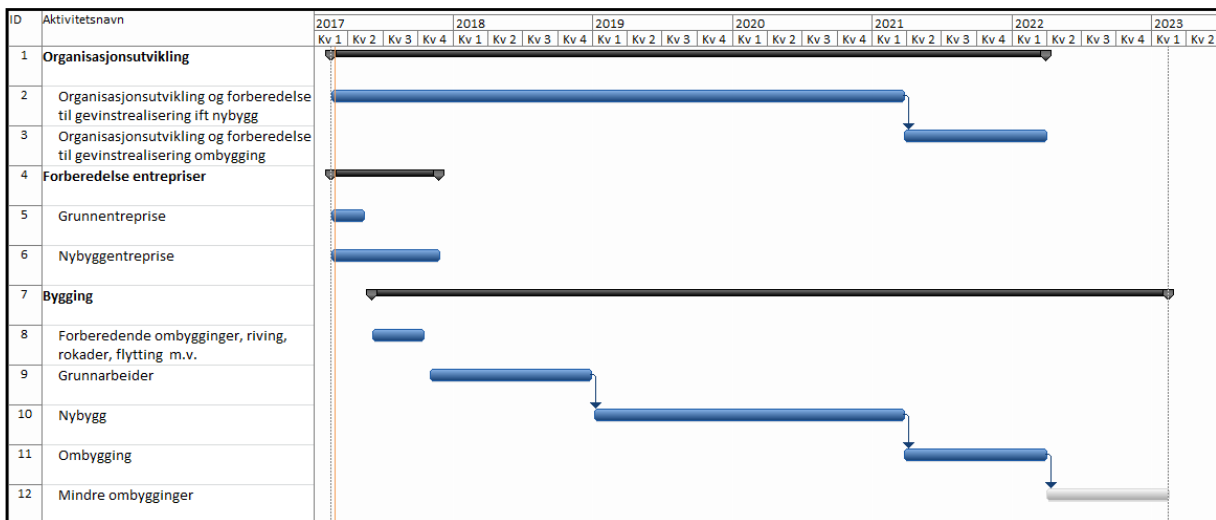 ID Aktivitetsnavn 2017 2018 2019 2020 2021 2022 2023
Kv 1 Kv 2 Kv 3 Kv 4 Kv 1 Kv 2 Kv 3 Kv 4 Kv 1 Kv 2 Kv 3 Kv 4 Kv 1 Kv 2 Kv 3 Kv 4 Kv 1 Kv 2 Kv 3 Kv 4 Kv 1 Kv 2 Kv 3 Kv 4 Kv 1 Kv 2
1 Organisasjonsutvikling
2 Organisasjonsutvikling og forberedelse
til gevinstrealisering ift nybygg
3 Organisasjonsutvikling og forberedelse
til gevinstrealisering ombygging
4 Forberedelse entrepriser
5 Grunnentreprise
6 Nybyggentreprise
7 Bygging
8 Forberedende ombygginger, riving,
rokader, flytting m.v.
9 Grunnarbeider
10 Nybygg
11 Ombygging
12 Mindre ombygginger